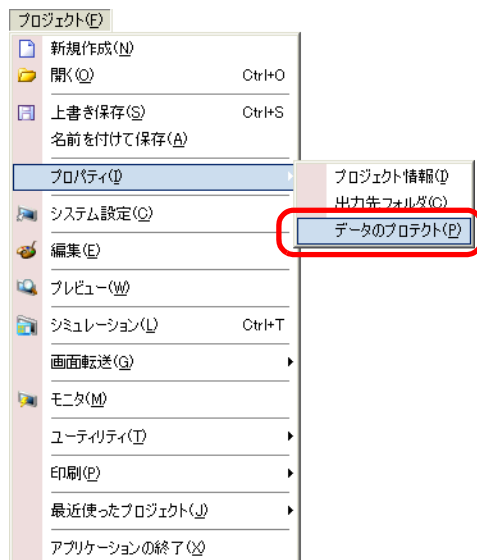 プロジェクト(F)
新規作成(N)
開く(O) Ctrl+O
上書き保存(S) Ctrl+S
名前を付けて保存(A)
プロパティ(I)
プロジェクト情報(I)
出力先フォルダ(C)
データのプロテクト(P)
システム設定(C)
編集(E)
プレビュー(W)
シミュレーション(L) Ctrl+T
画面転送(G)
モニタ(M)
ユーティリティ(T)
印刷(P)
最近使ったプロジェクト(J)
アプリケーションの終了(X)